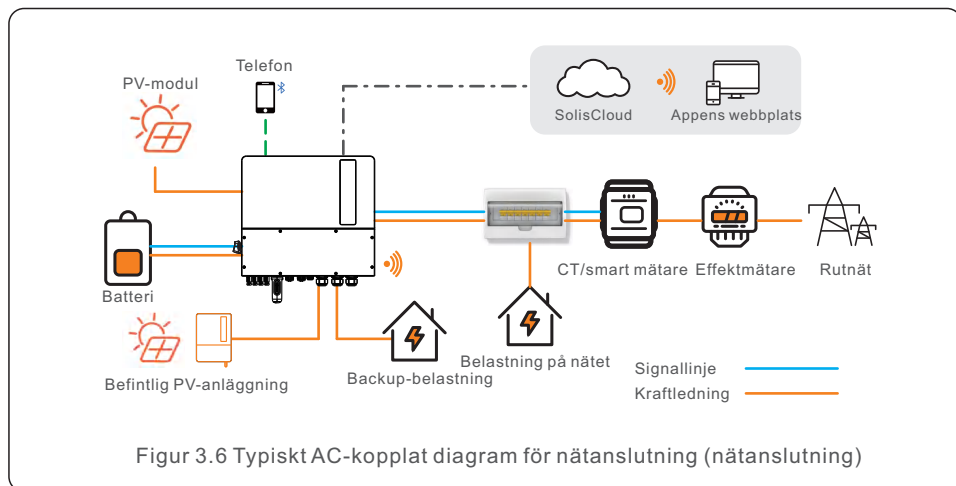 Telefon
PV-modul
SolisCloud
Appens webbplats
CT/smart mätare
Effektmätare
Rutnät
Batteri
Befintlig PV-anläggning
Backup-belastning
Belastning på nätet
Signallinje
Kraftledning
Figur 3.6 Typiskt AC-kopplat diagram för nätanslutning (nätanslutning)